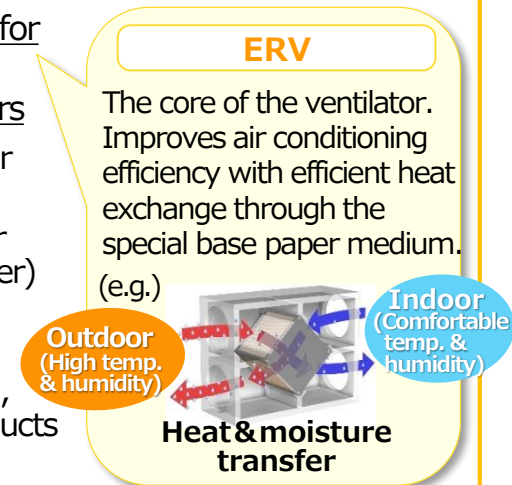 for
rs
r
r
er)
,
ucts
ERV
The core of the ventilator.
Improves air conditioning
efficiency with efficient heat
exchange through the
special base paper medium.
(e.g.)
Outdoor
(High temp.
& humidity)
Indoor
(Comfortable
temp. &
humidity)
Heat&moisture
transfer